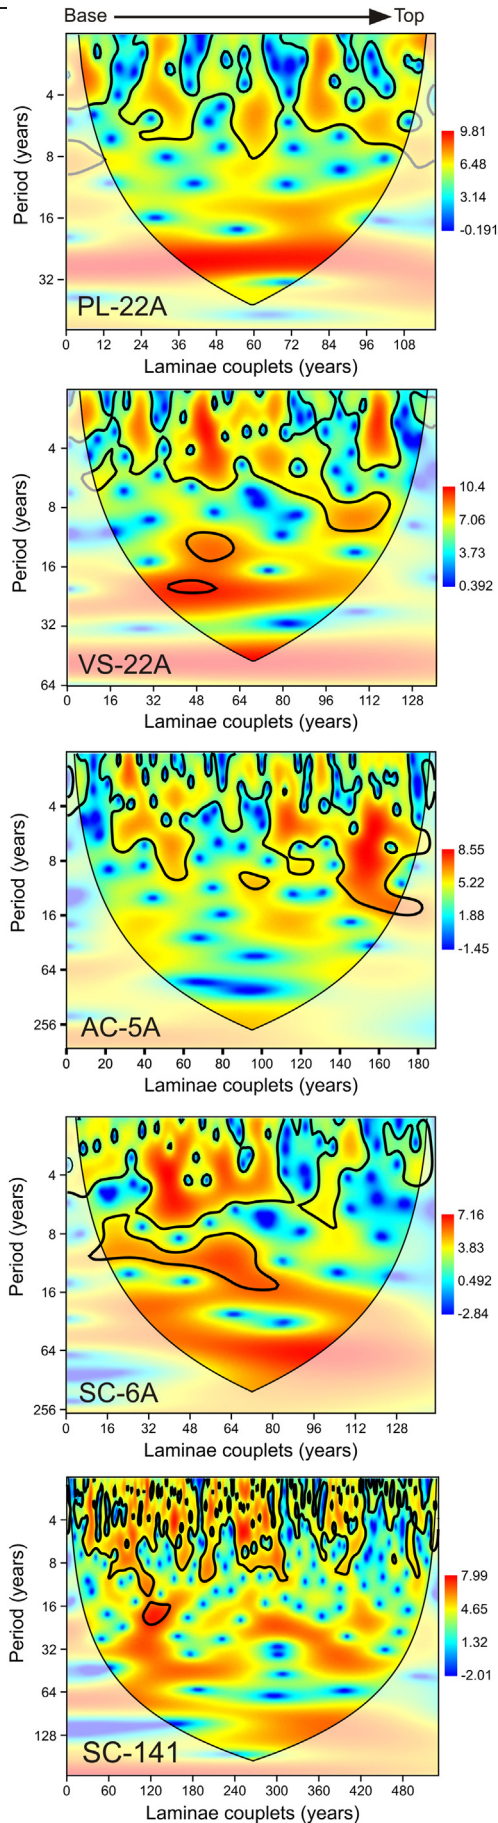 Base Top
Period (years)
4
8
16
32
PL-22A
9.81
6.48
3.14
-0.191
0 12 24 36 48 60 72 84 96 108
Laminae couplets (years)
Period (years)
4
8
16
32
64
VS-22A
10.4
7.06
3.73
0.392
0 16 32 48 64 80 96 112 128
Laminae couplets (years)
Period (years)
4
8
16
64
256
AC-5A
8.55
5.22
1.88
-1.45
0 20 40 60 80 100 120 140 160 180
Laminae couplets (years)
Period (years)
4
8
16
64
256
SC-6A
7.16
3.83
0.492
-2.84
0 16 32 48 64 80 96 112 128
Laminae couplets (years)
Period (years)
4
8
16
32
64
128
SC-141
7.99
4.65
1.32
-2.01
0 60 120 180 240 300 360 420 480
Laminae couplets (years)